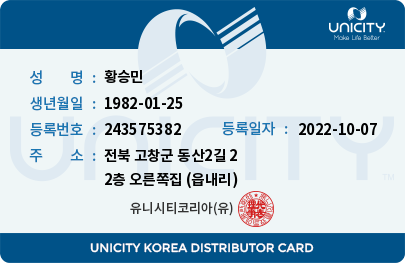 UNICITY
Make Life Better
성 명 : 황승민
생년월일 : 1982-01-25
등록번호 : 243575382 등록일자 : 2022-10-07
주 소 : 전북 고창군 동산2길 2
2층 오른쪽집 (읍내리)
유니시티코리아(유)
UNICITY
UNICITY KOREA DISTRIBUTOR CARD